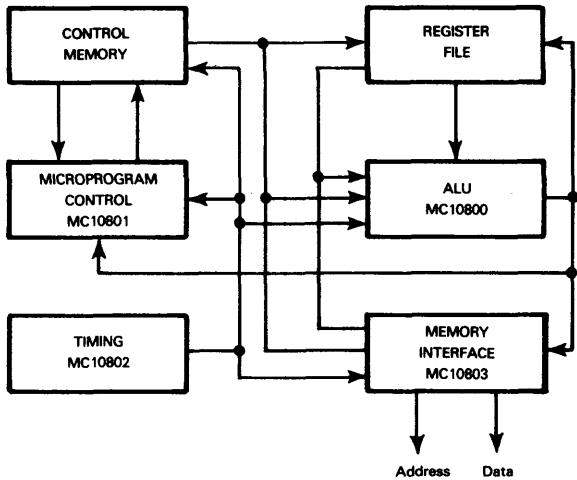 CONTROL
MEMORY
REGISTER
FILE
MICROPROGRAM
CONTROL
MC10801
ALU
MC10800
TIMING
MC10802
MEMORY
INTERFACE
MC10803
Address
Data